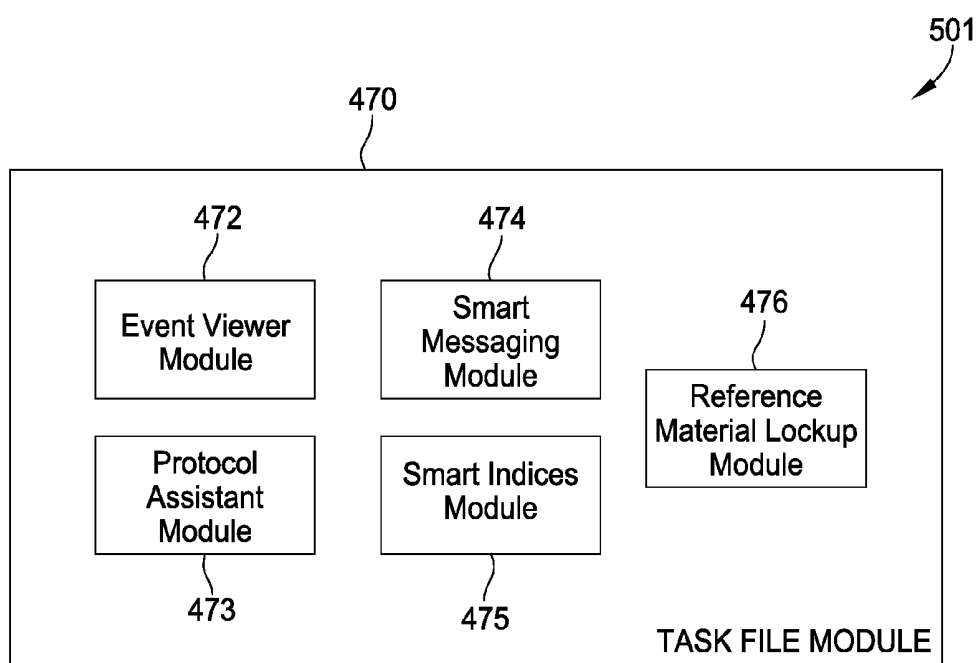 501
470
472
Event Viewer
Module
474
Smart
Messaging
Module
476
Reference
Material Lockup
Module
Protocol
Assistant
Module
473
Smart Indices
Module
475
TASK FILE MODULE